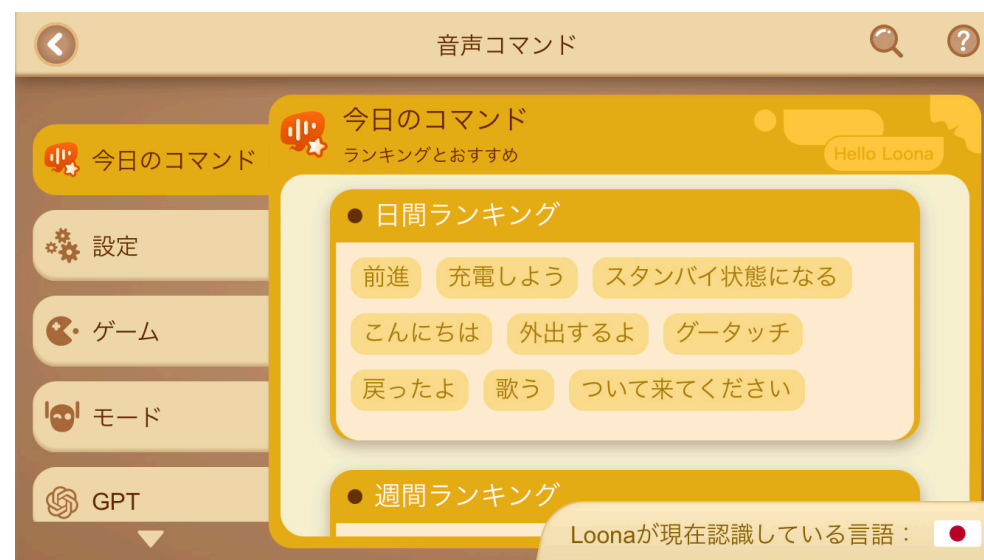 音声コマンド
今日のコマンド
設定
ゲーム
モード
GPT
今日のコマンド
ランキングとおすすめ
Hello Loona
日間ランキング
前進 充電しよう スタンバイ状態になる
こんにちは 外出するよ グータッチ
戻ったよ 歌う ついて来てください
週間ランキング
Loonaが現在認識している言語：